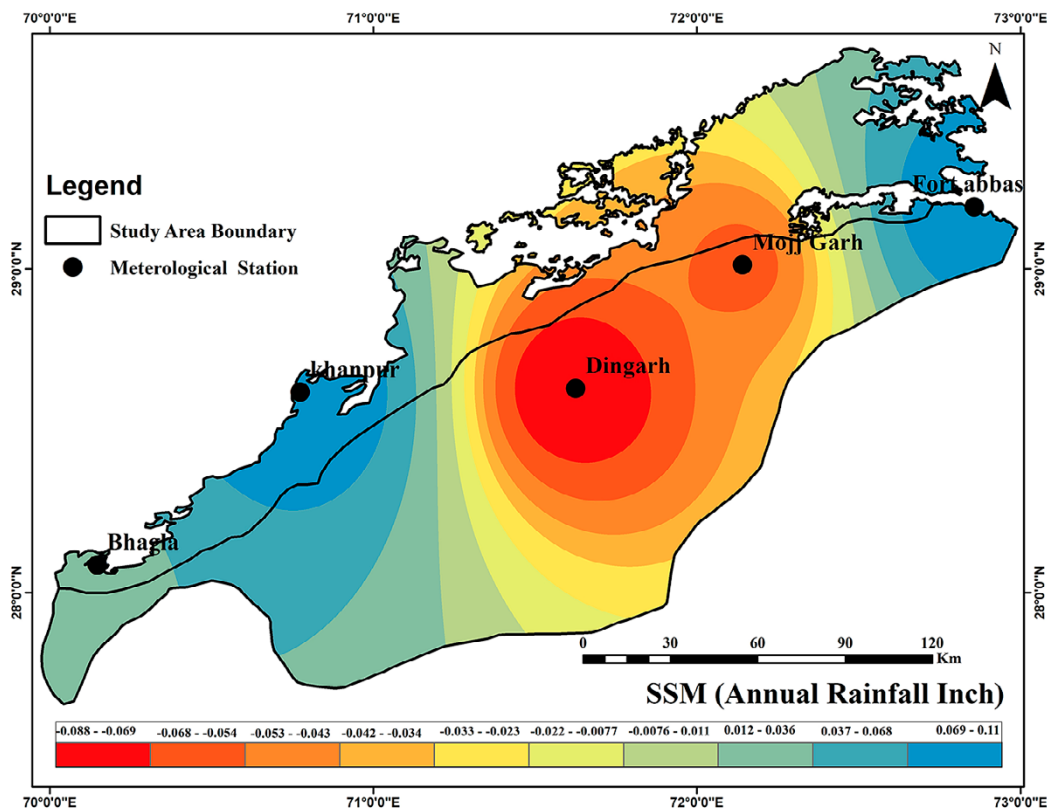 70°0'0"E 71°0'0"E 72°0'0"E 73°0'0"E
N
Legend
Study Area Boundary
Meterological Station
Fort abbas
Mojj Garh
29°0'0"N 29°0'0"N
khanpur
Dingarh
Bhagla
28°0'0"N 28°0'0"N
0 30 60 90 120
Km
SSM (Annual Rainfall Inch)
-0.088 - -0.069 -0.068 - -0.054 -0.053 - -0.043 -0.042 - -0.034 -0.033 - -0.023 -0.022 - -0.0077 -0.0076 - 0.011 0.012 - 0.036 0.037 - 0.068 0.069 - 0.11
70°0'0"E 71°0'0"E 72°0'0"E 73°0'0"E